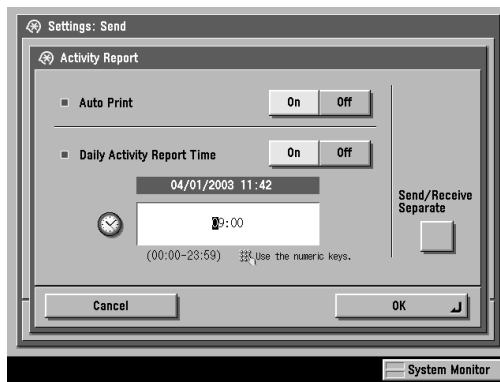 Settings: Send
Activity Report
Auto Print
On Off
Daily Activity Report Time
On Off
04/01/2003 11:42
09:00
(00:00-23:59) Use the numeric keys.
Send/Receive
Separate
Cancel
OK
System Monitor